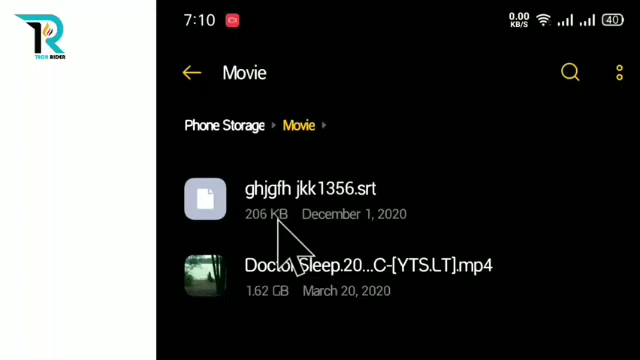 TECH RIDER
7:10
0.00
KB/S
40
Movie
Phone Storage Movie
ghjgfh jkk1356.srt
206 KB December 1, 2020
Doctor Sleep.20...C-[YTS.LT].mp4
1.62 GB March 20, 2020